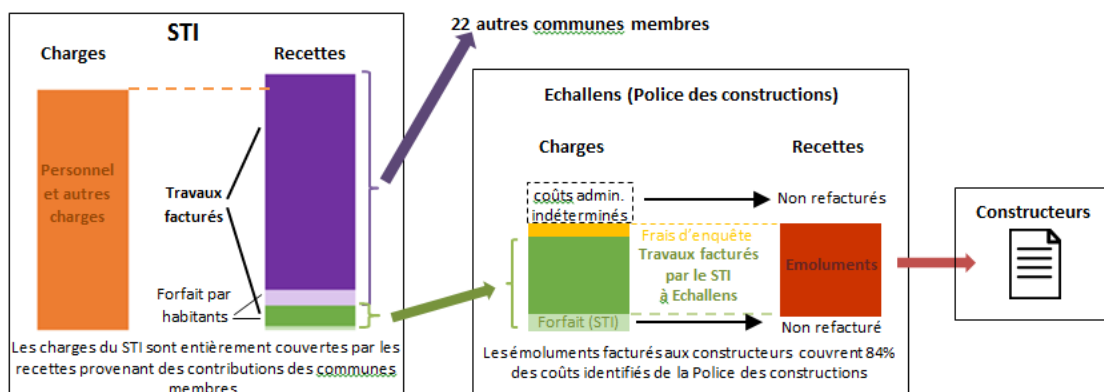 STI
Charges
Recettes
Personnel
et autres
charges
Travaux
facturés
Forfait par
habitants
Les charges du STI sont entièrement couvertes par les
recettes provenant des contributions des communes
membres
22 autres communes membres
Echallens (Police des constructions)
Charges
Recettes
coûts admin.
indéterminés
Non refacturés
Frais d'enquête
Travaux facturés
par le STI
à Echallens
Emoluments
Forfait (STI)
Non refacturé
Les émoluments facturés aux constructeurs couvrent 84%
des coûts identifiés de la Police des constructions
Constructeurs